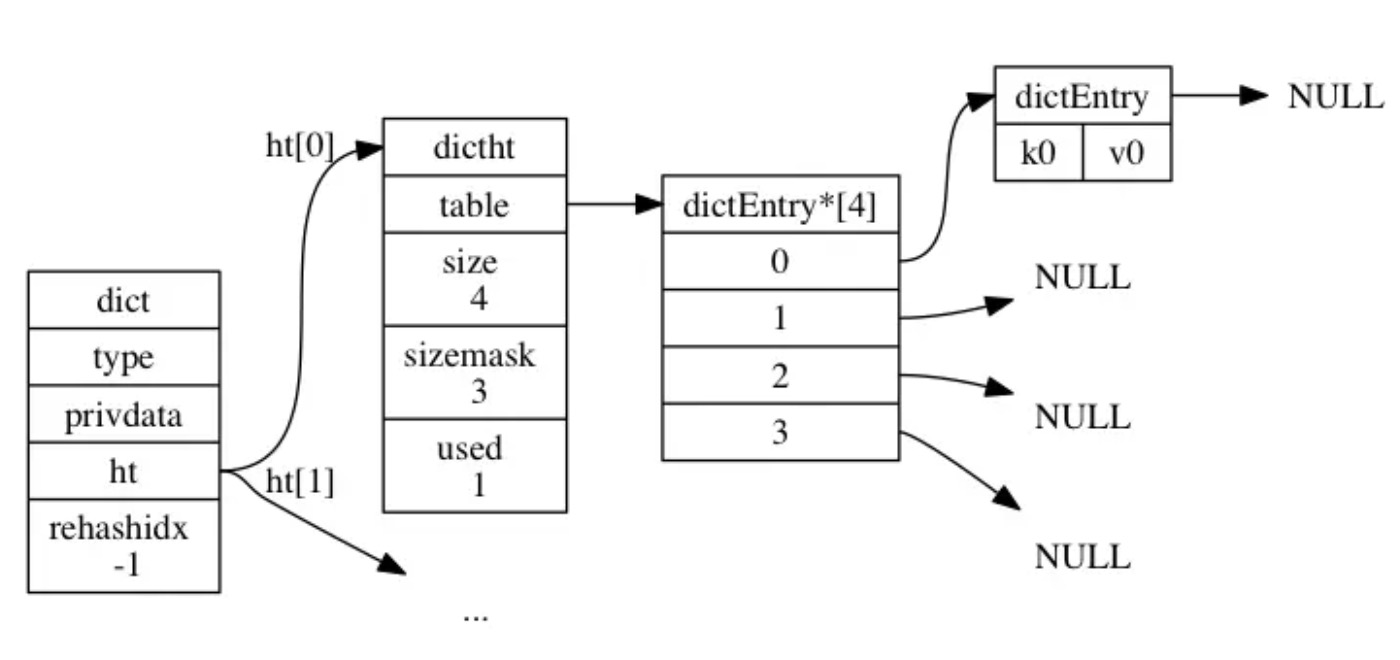 dict
type
privdata
ht
rehashidx
-1
ht[0]
ht[1]
dictht
table
size
4
sizemask
3
used
1
...
dictEntry*[4]
0
1
2
3
dictEntry
k0 v0
NULL
NULL
NULL
NULL